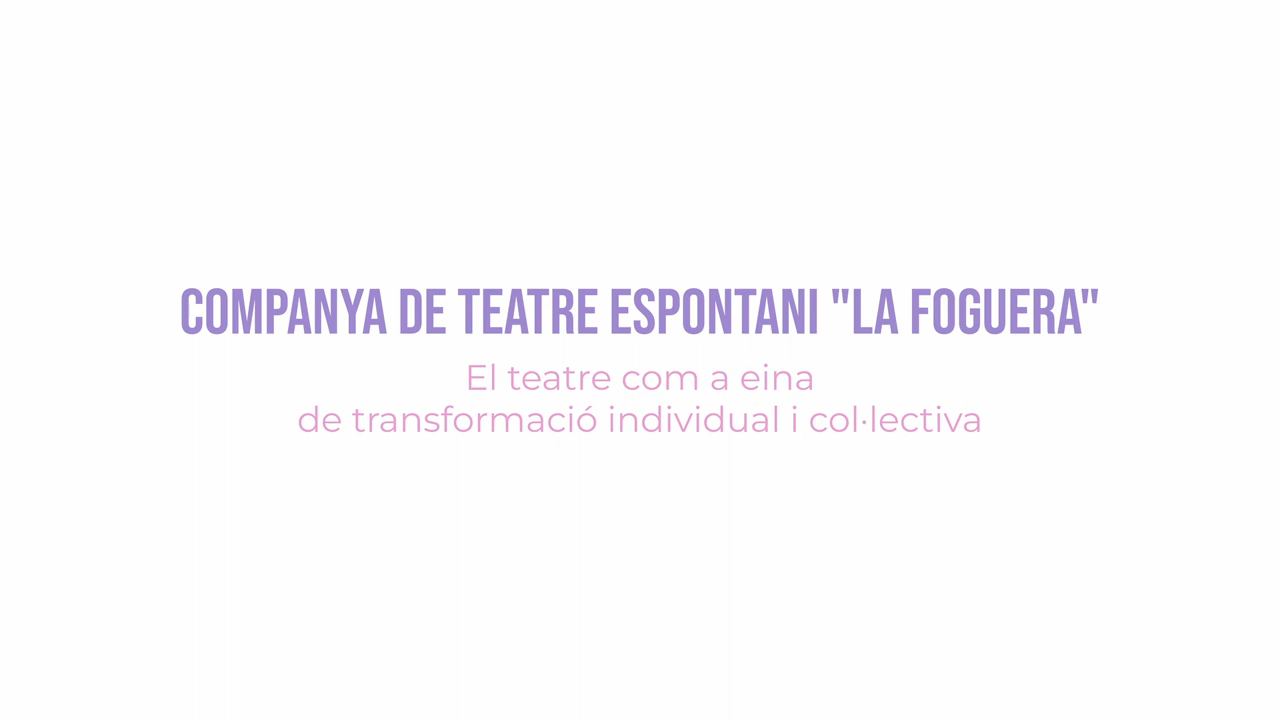 COMPANYA DE TEATRE ESPONTANI "LA FOGUERA"
El teatre com a eina
de transformació individual i col·lectiva